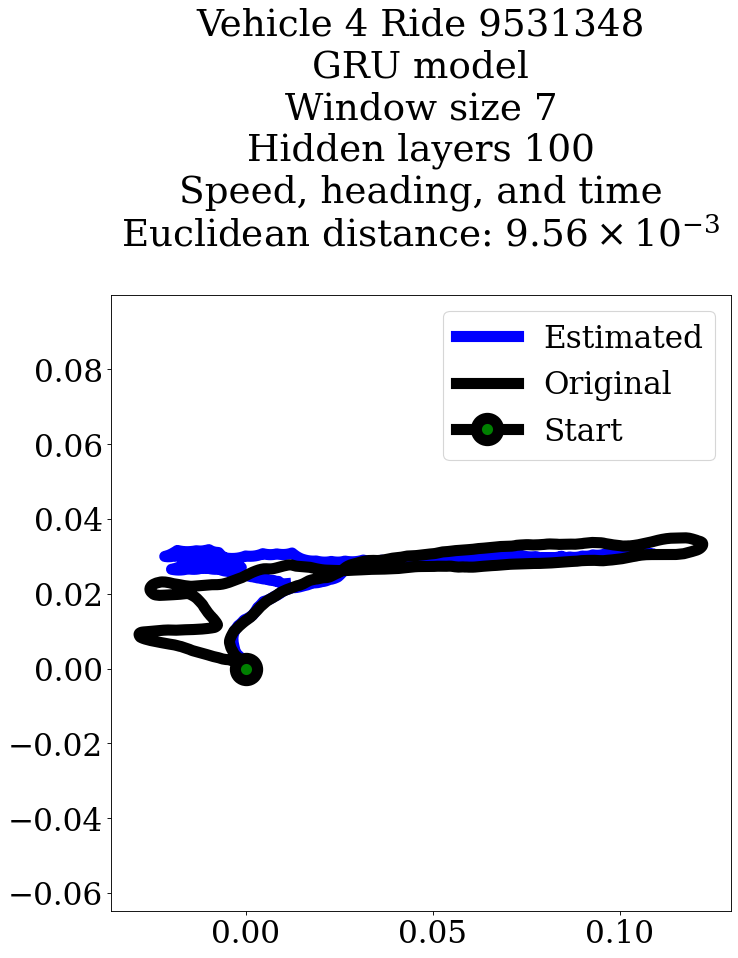 Vehicle 4 Ride 9531348
GRU model
Window size 7
Hidden layers 100
Speed, heading, and time
Euclidean distance: 9.56 × 10⁻³
Estimated
Original
Start
0.08
0.06
0.04
0.02
0.00
−0.02
−0.04
−0.06
0.00 0.05 0.10